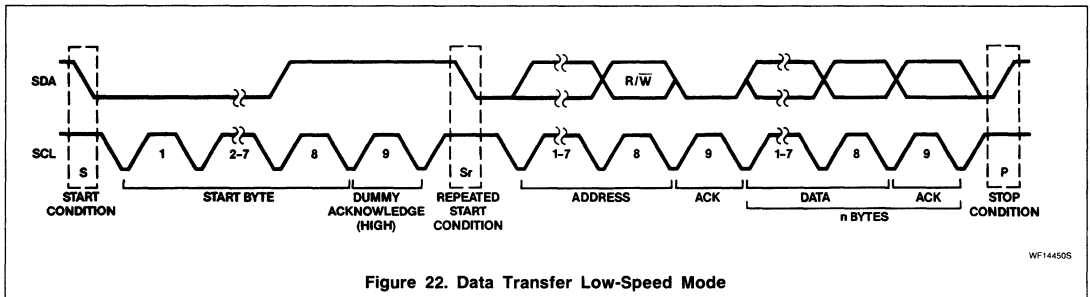 SDA
R/W̅
SCL
1 2-7 8 9 1-7 8 9 1-7 8 9
S Sr P
START CONDITION
START BYTE
DUMMY ACKNOWLEDGE (HIGH)
REPEATED START CONDITION
ADDRESS
ACK
DATA
ACK
n BYTES
STOP CONDITION
WF14450S
Figure 22. Data Transfer Low-Speed Mode